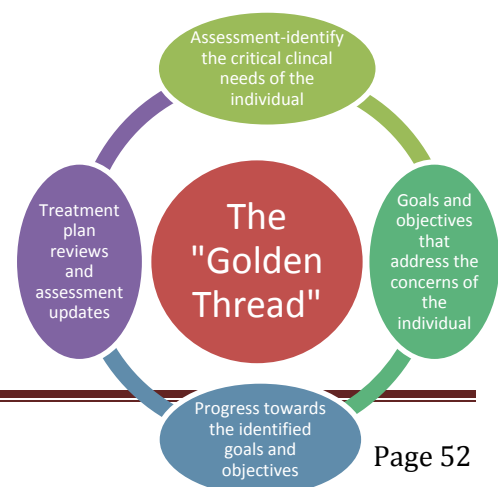 Assessment-identify
the critical clincal
needs of the
individual
The
"Golden
Thread"
Goals and
objectives
that
address the
concerns of
the
individual
Progress towards
the identified
goals and
objectives
Treatment
plan
reviews
and
assessment
updates
Page 52